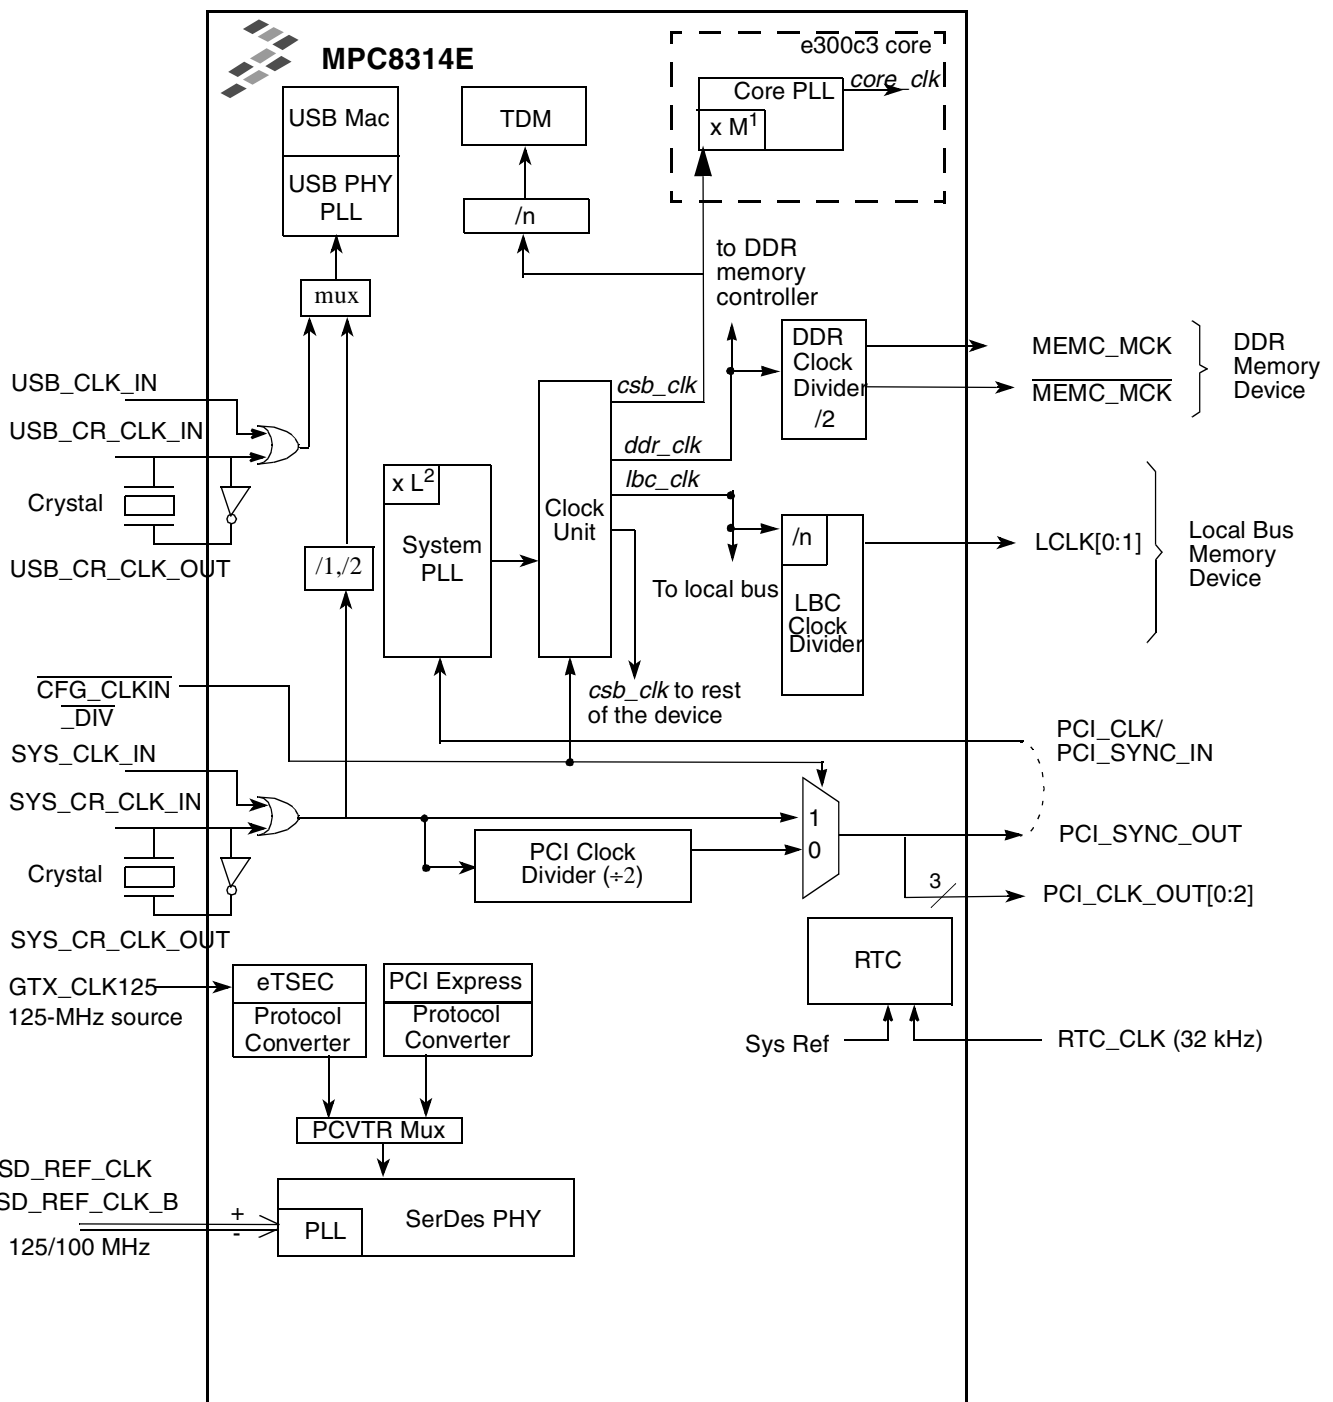 MPC8314E
e300c3 core
core_clk
Core PLL
x M1
USB Mac
USB PHY
PLL
TDM
/n
mux
to DDR
memory
controller
DDR
Clock
Divider
/2
MEMC_MCK
MEMC_MCK
DDR
Memory
Device
USB_CLK_IN
USB_CR_CLK_IN
Crystal
USB_CR_CLK_OUT
/1,/2
x L2
System
PLL
Clock
Unit
csb_clk
ddr_clk
lbc_clk
/n
LBC
Clock
Divider
To local bus
LCLK[0:1]
Local Bus
Memory
Device
csb_clk to rest
of the device
CFG_CLKIN
_DIV
SYS_CLK_IN
SYS_CR_CLK_IN
Crystal
SYS_CR_CLK_OUT
PCI_CLK/
PCI_SYNC_IN
1
0
PCI Clock
Divider (÷2)
PCI_SYNC_OUT
3
PCI_CLK_OUT[0:2]
RTC
Sys Ref
RTC_CLK (32 kHz)
GTX_CLK125
125-MHz source
eTSEC
Protocol
Converter
PCI Express
Protocol
Converter
PCVTR Mux
SD_REF_CLK
SD_REF_CLK_B
125/100 MHz
+
-
PLL
SerDes PHY